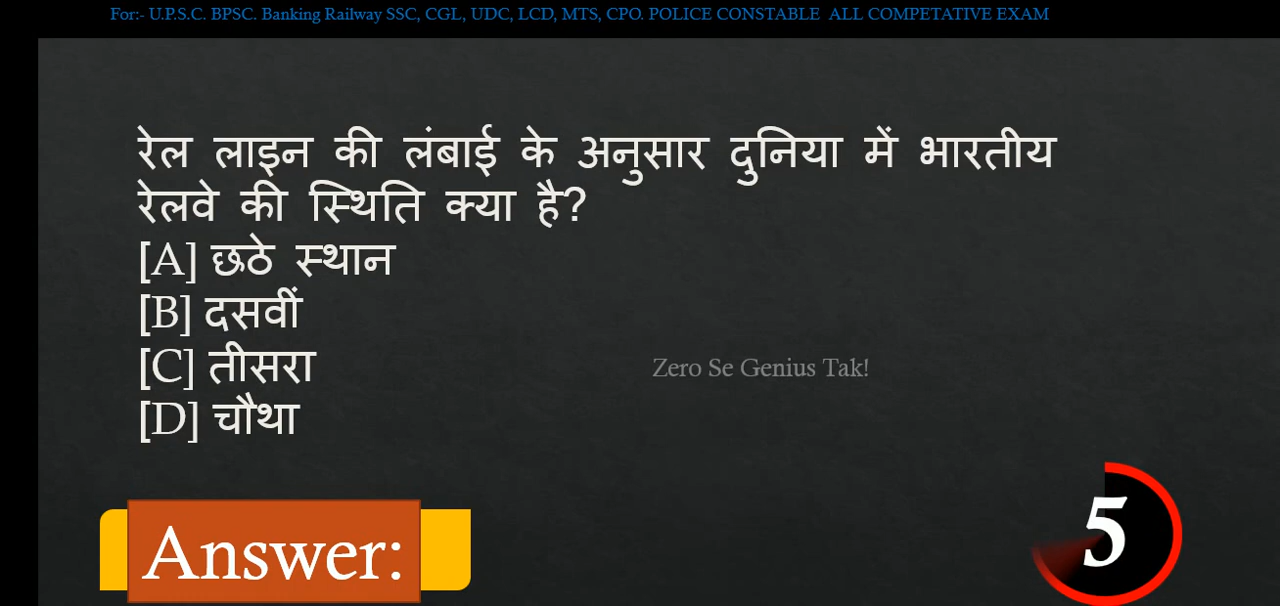 For:- U.P.S.C. BPSC. Banking Railway SSC, CGL, UDC, LCD, MTS, CPO. POLICE CONSTABLE ALL COMPETATIVE EXAM
रेल लाइन की लंबाई के अनुसार दुनिया में भारतीय
रेलवे की स्थिति क्या है?
[A] छठे स्थान
[B] दसवीं
[C] तीसरा
[D] चौथा
Zero Se Genius Tak!
Answer:
5